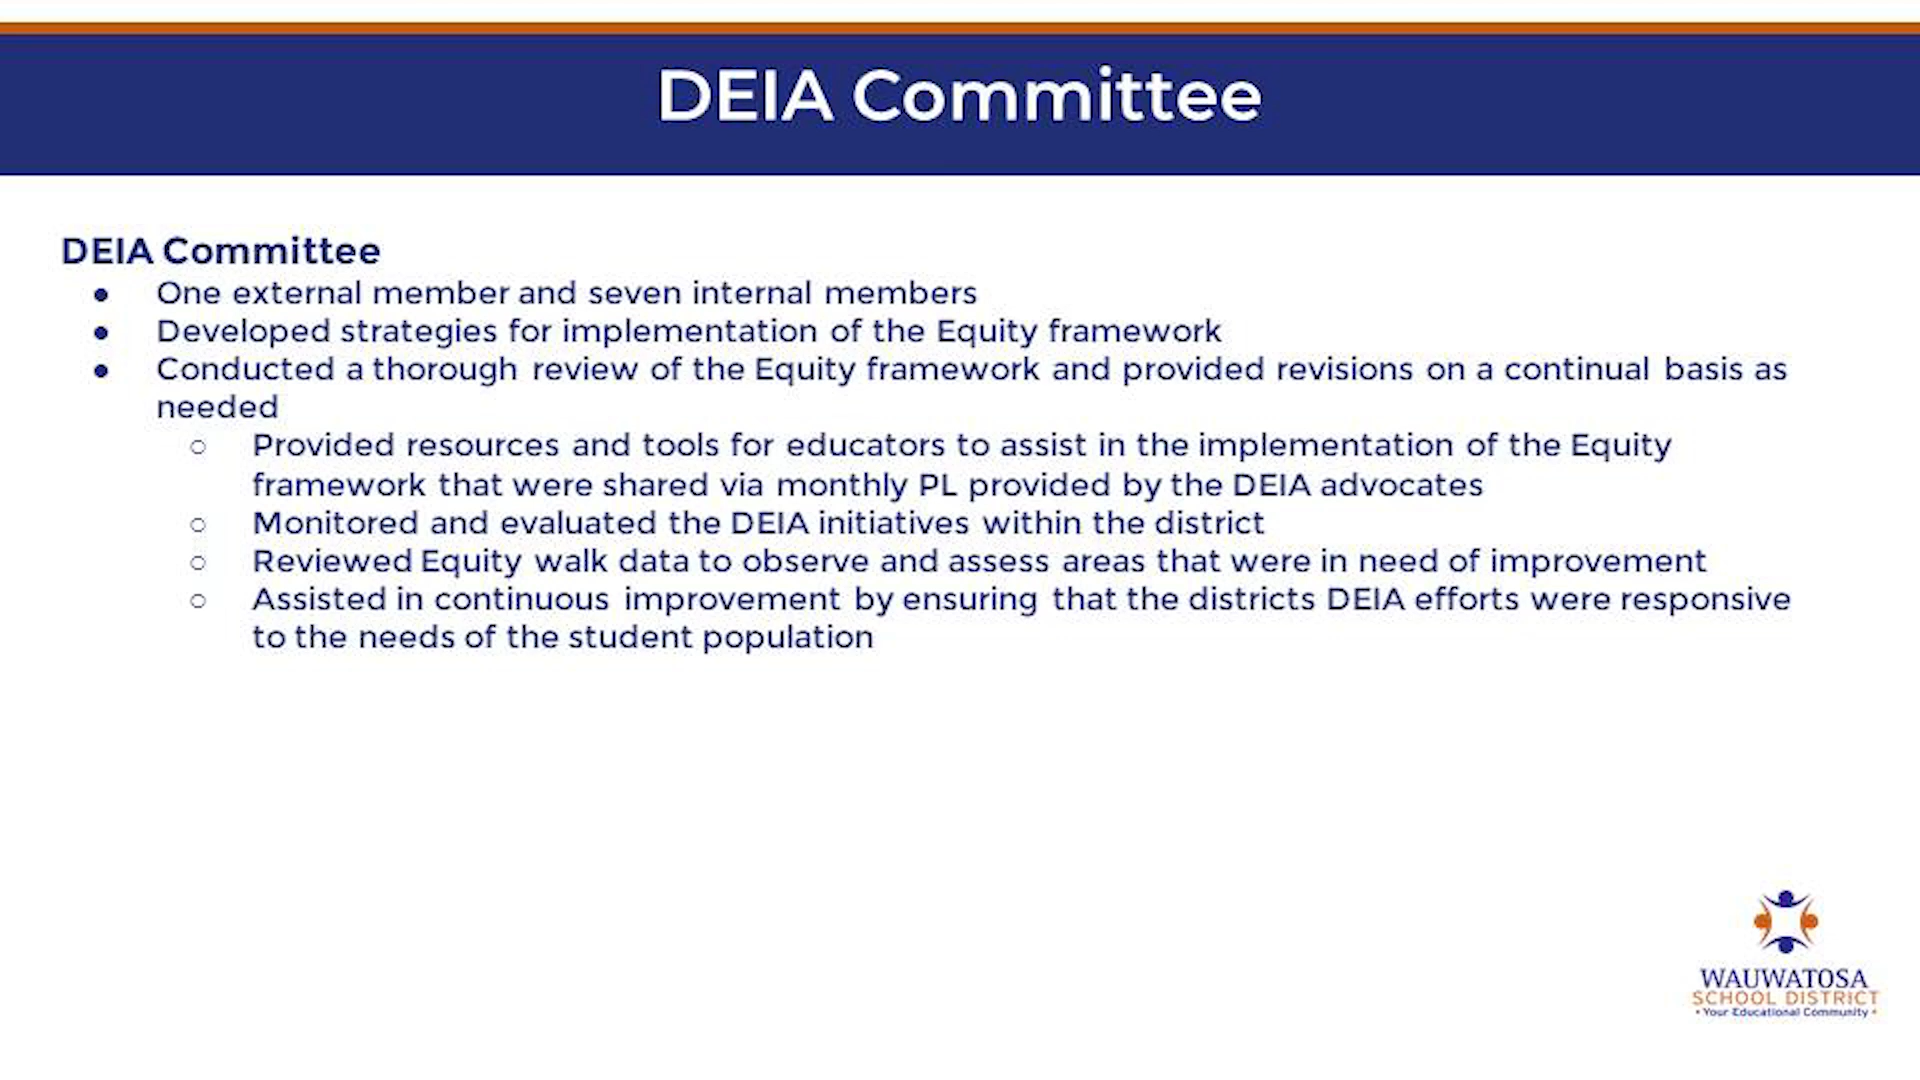 DEIA Committee
DEIA Committee
● One external member and seven internal members
● Developed strategies for implementation of the Equity framework
● Conducted a thorough review of the Equity framework and provided revisions on a continual basis as
needed
○ Provided resources and tools for educators to assist in the implementation of the Equity
framework that were shared via monthly PL provided by the DEIA advocates
○ Monitored and evaluated the DEIA initiatives within the district
○ Reviewed Equity walk data to observe and assess areas that were in need of improvement
○ Assisted in continuous improvement by ensuring that the districts DEIA efforts were responsive
to the needs of the student population
WAUWATOSA
SCHOOL DISTRICT
• Your Educational Community •